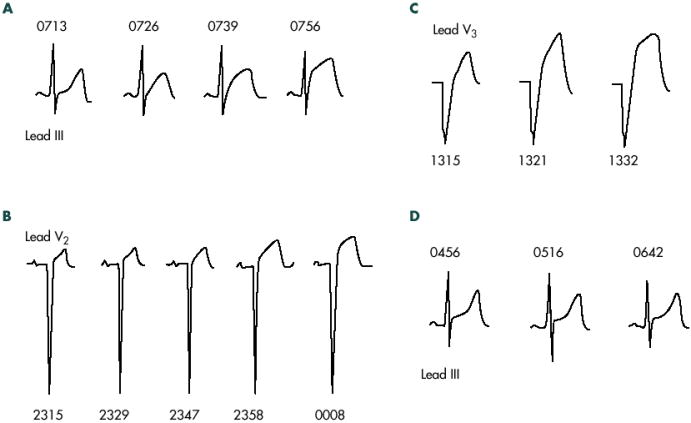 A
0713 0726 0739 0756
Lead III
B
Lead V2
2315 2329 2347 2358 0008
C
Lead V3
1315 1321 1332
D
0456 0516 0642
Lead III